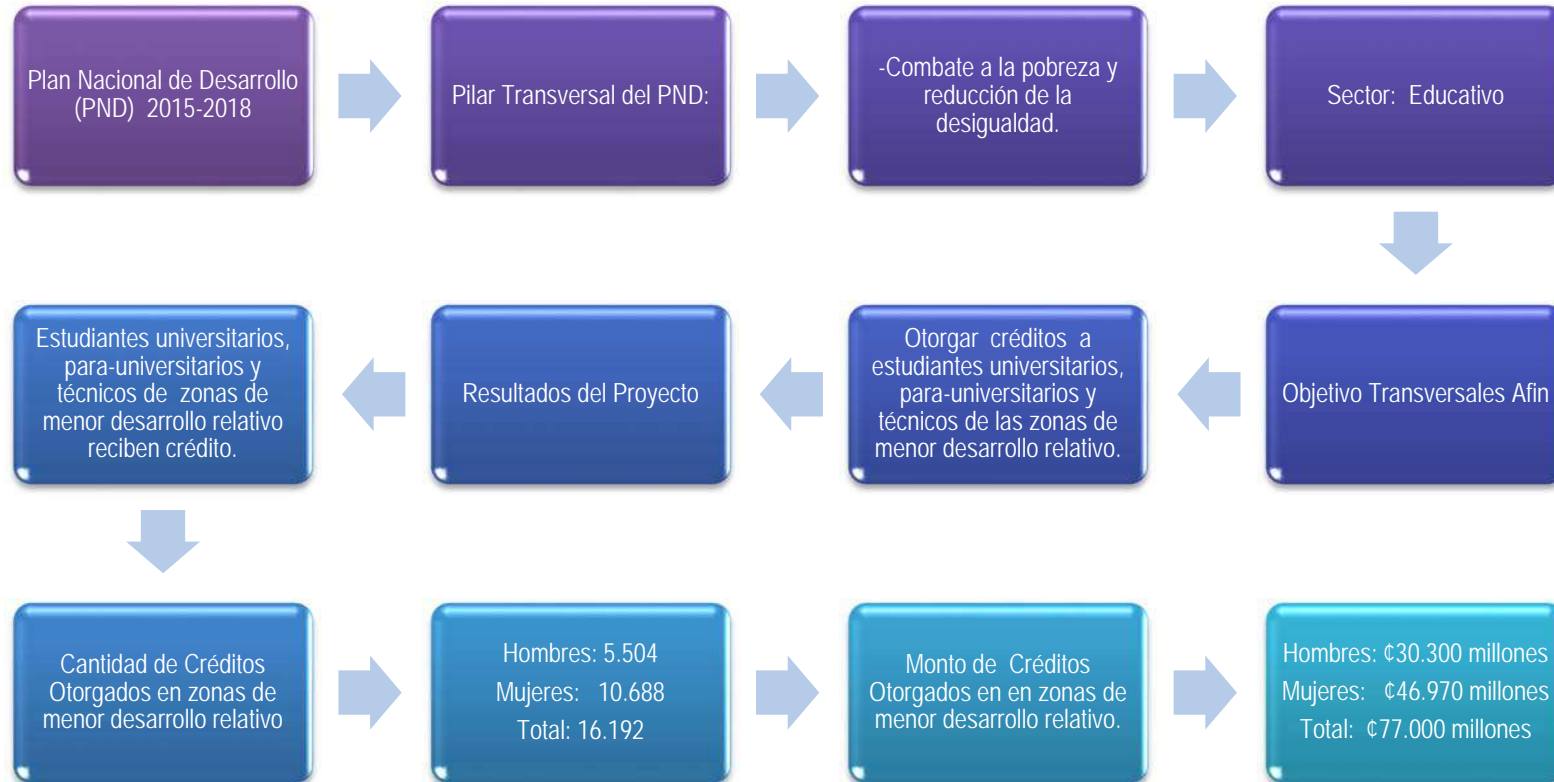 Plan Nacional de Desarrollo
(PND) 2015-2018
Pilar Transversal del PND:
-Combate a la pobreza y
reducción de la
desigualdad.
Sector: Educativo
Objetivo Transversales Afin
Otorgar créditos a
estudiantes universitarios,
para-universitarios y
técnicos de las zonas de
menor desarrollo relativo.
Resultados del Proyecto
Estudiantes universitarios,
para-universitarios y
técnicos de zonas de
menor desarrollo relativo
reciben crédito.
Cantidad de Créditos
Otorgados en zonas de
menor desarrollo relativo
Hombres: 5.504
Mujeres: 10.688
Total: 16.192
Monto de Créditos
Otorgados en en zonas de
menor desarrollo relativo.
Hombres: ¢30.300 millones
Mujeres: ¢46.970 millones
Total: ¢77.000 millones